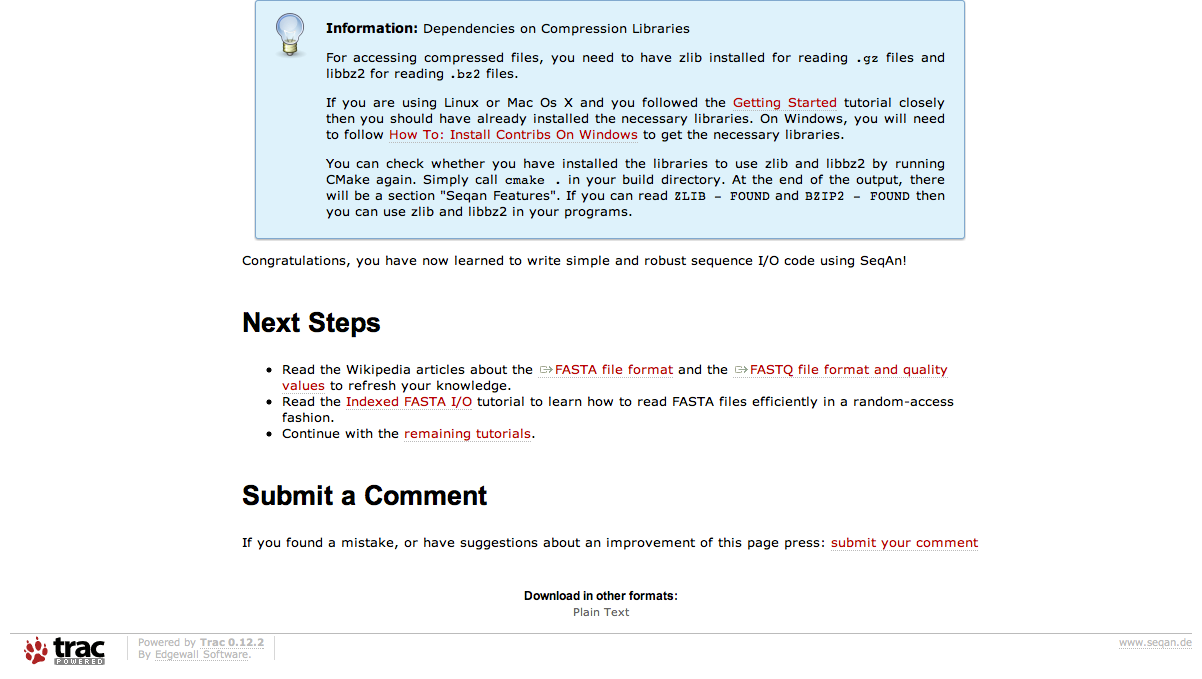 Information: Dependencies on Compression Libraries
For accessing compressed files, you need to have zlib installed for reading .gz files and
libbz2 for reading .bz2 files.
If you are using Linux or Mac Os X and you followed the Getting Started tutorial closely
then you should have already installed the necessary libraries. On Windows, you will need
to follow How To: Install Contribs On Windows to get the necessary libraries.
You can check whether you have installed the libraries to use zlib and libbz2 by running
CMake again. Simply call cmake . in your build directory. At the end of the output, there
will be a section "Seqan Features". If you can read ZLIB - FOUND and BZIP2 - FOUND then
you can use zlib and libbz2 in your programs.
Congratulations, you have now learned to write simple and robust sequence I/O code using SeqAn!
Next Steps
• Read the Wikipedia articles about the FASTA file format and the FASTQ file format and quality
values to refresh your knowledge.
• Read the Indexed FASTA I/O tutorial to learn how to read FASTA files efficiently in a random-access
fashion.
• Continue with the remaining tutorials.
Submit a Comment
If you found a mistake, or have suggestions about an improvement of this page press: submit your comment
Download in other formats:
Plain Text
trac
POWERED
Powered by Trac 0.12.2
By Edgewall Software.
www.seqan.de